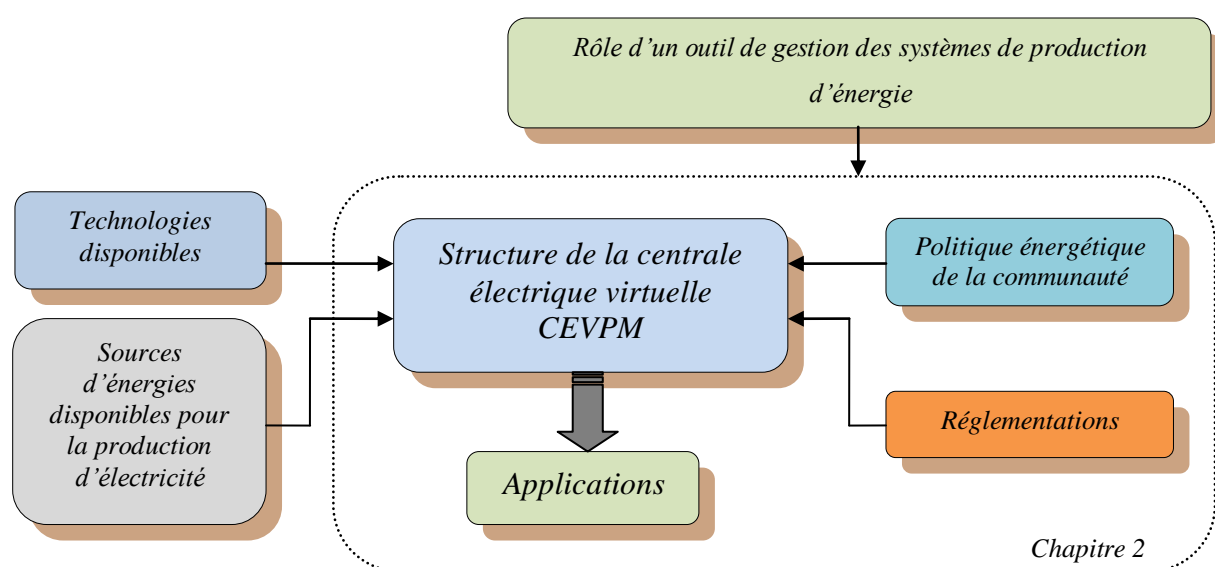 Rôle d’un outil de gestion des systèmes de production
d’énergie
Technologies
disponibles
Structure de la centrale
électrique virtuelle
CEVPM
Politique énergétique
de la communauté
Sources
d’énergies
disponibles pour
la production
d’électricité
Réglementations
Applications
Chapitre 2